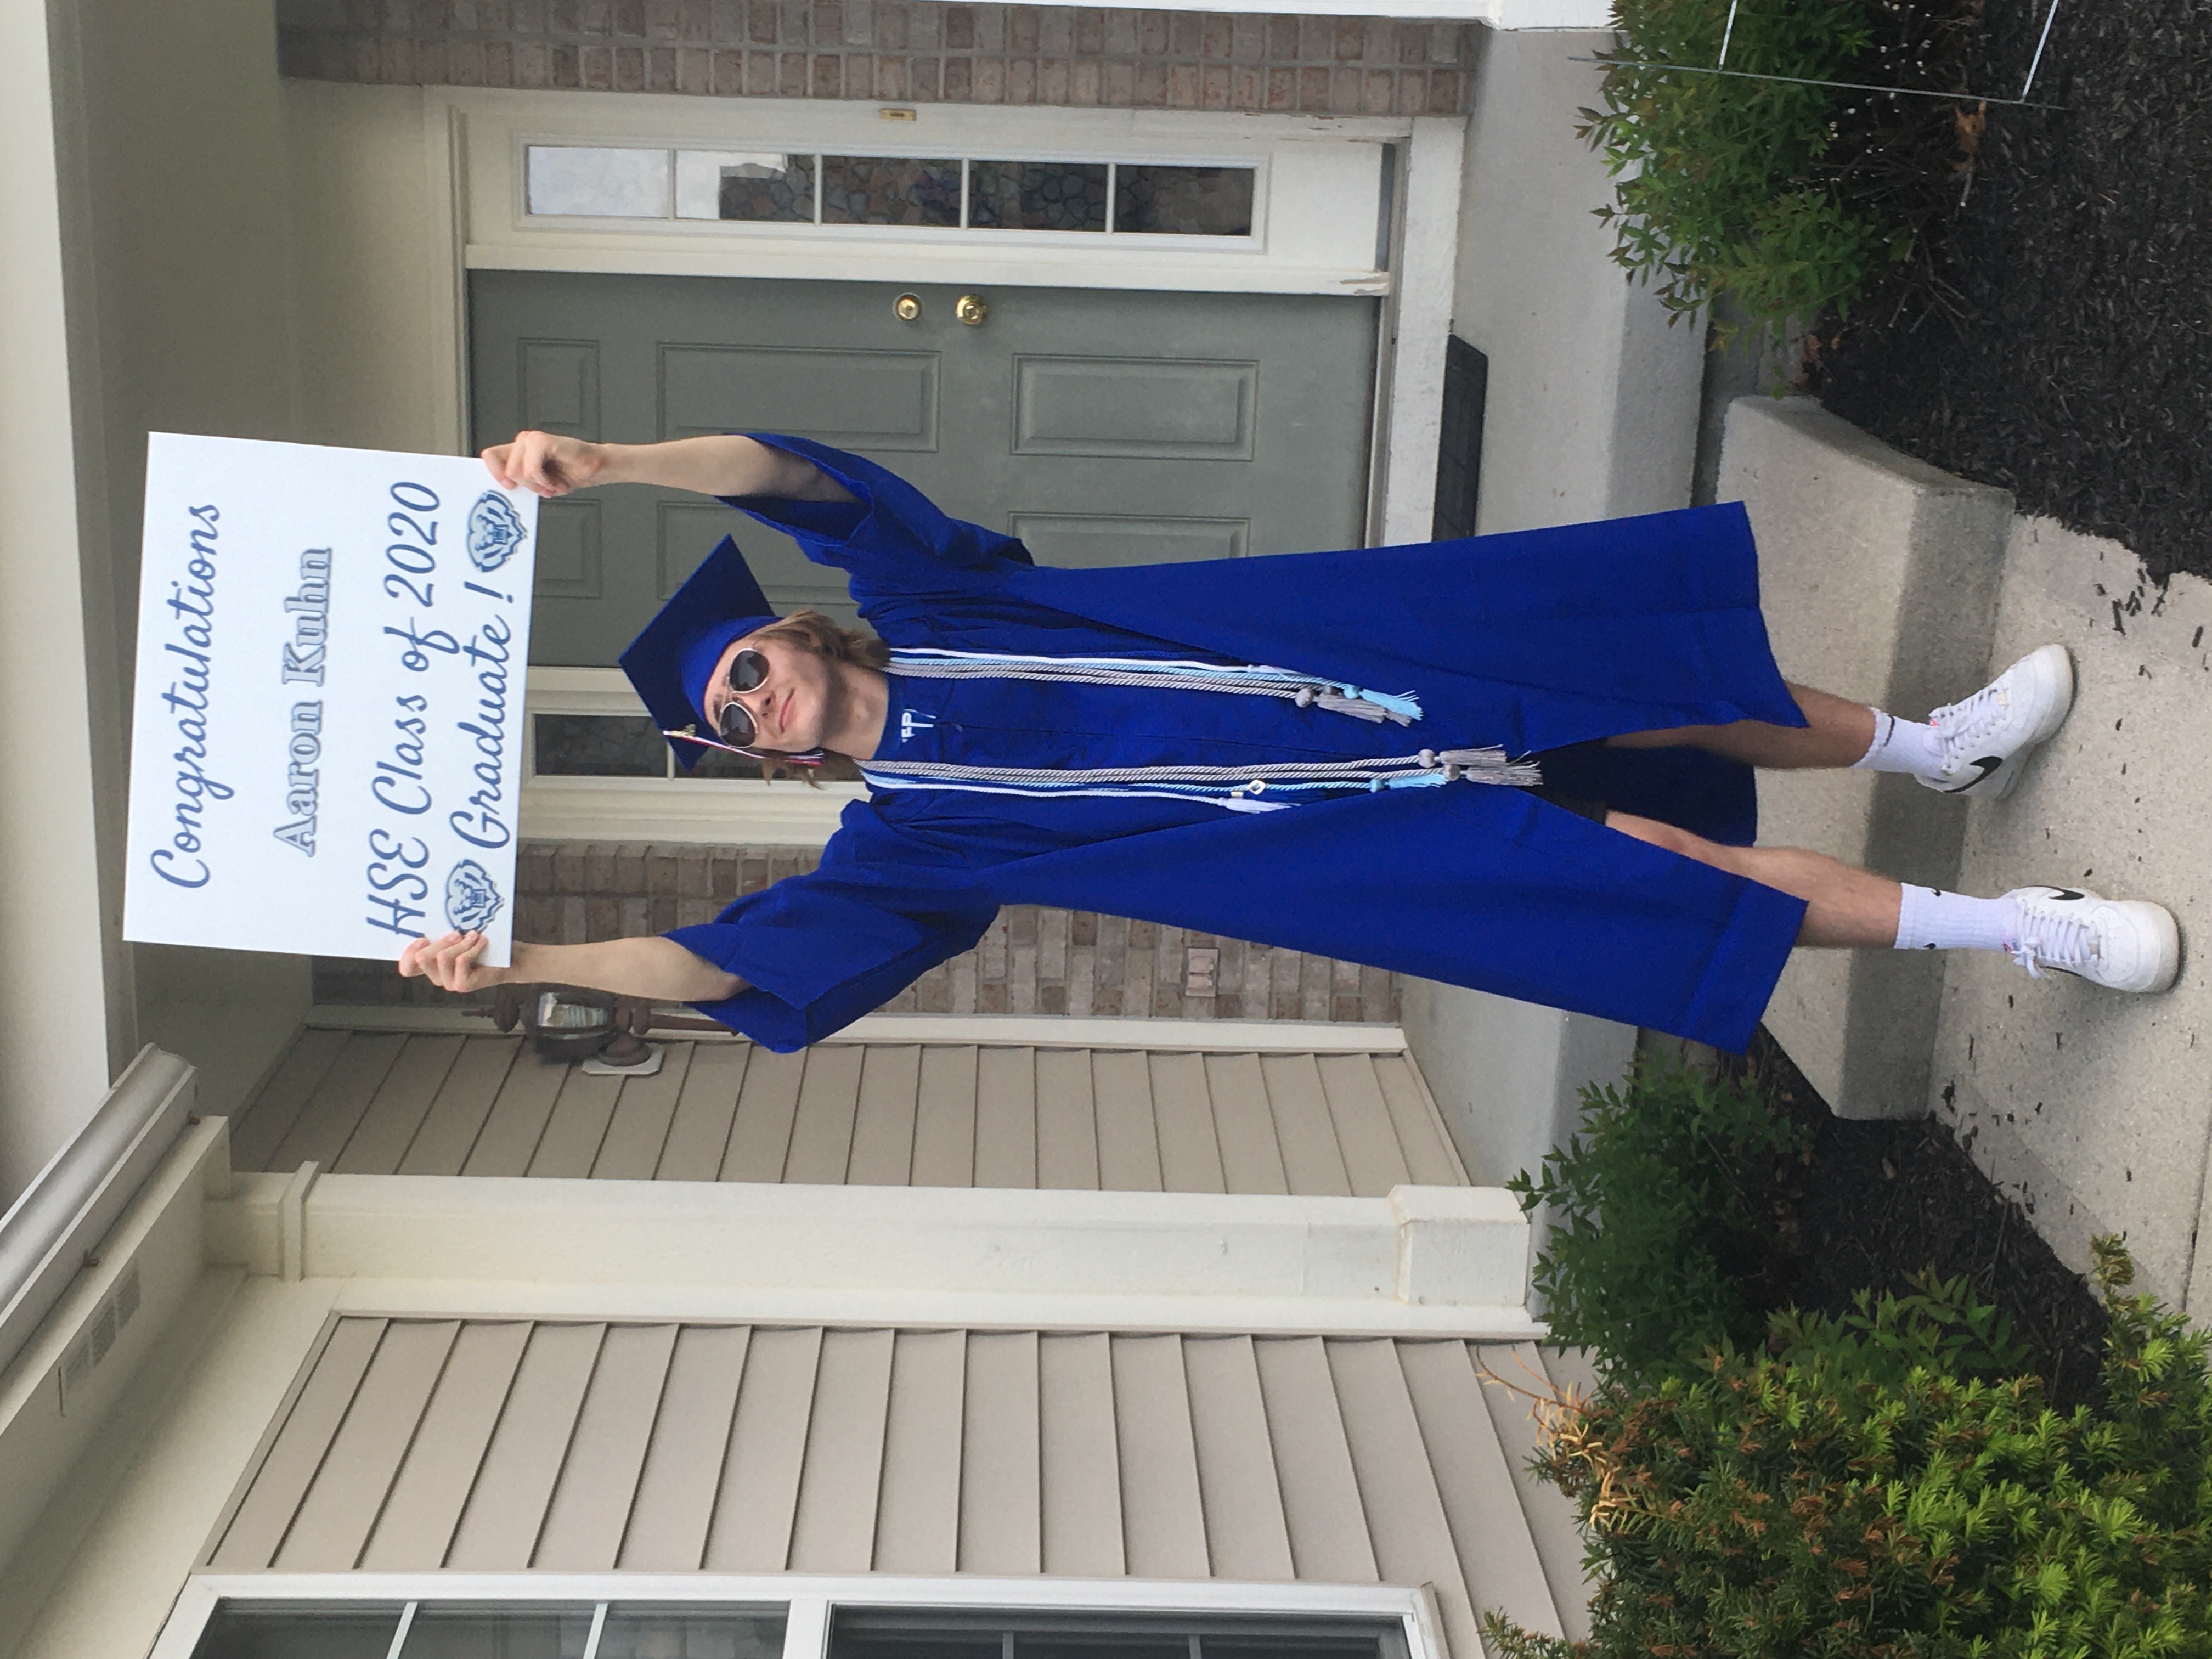 Congratulations
Aaron Kuhn
HSE Class of 2020
Graduate !